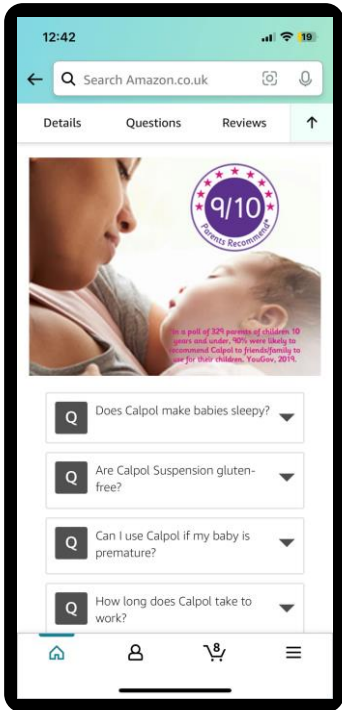 12:42
19
Search Amazon.co.uk
Details Questions Reviews
9/10
Parents Recommend*
In a poll of 329 parents of children 10
years and under, 90% were likely to
recommend Calpol to friends/family to
use for their children. YouGov, 2019.
Q Does Calpol make babies sleepy?
Q Are Calpol Suspension gluten-
free?
Q Can I use Calpol if my baby is
premature?
Q How long does Calpol take to
work?
8